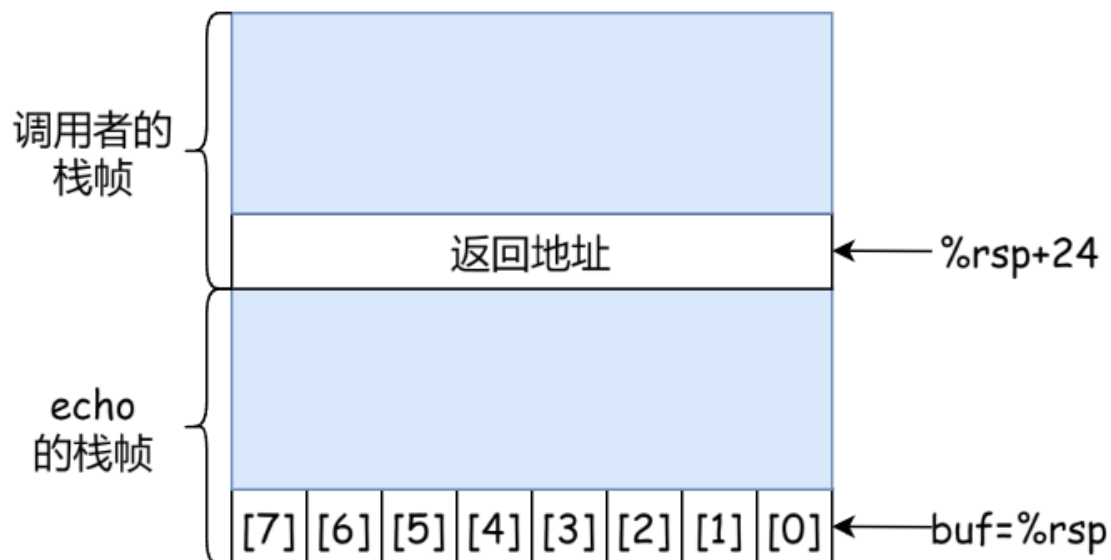 调用者的
栈帧
返回地址
%rsp+24
echo
的栈帧
[7] [6] [5] [4] [3] [2] [1] [0]
buf=%rsp